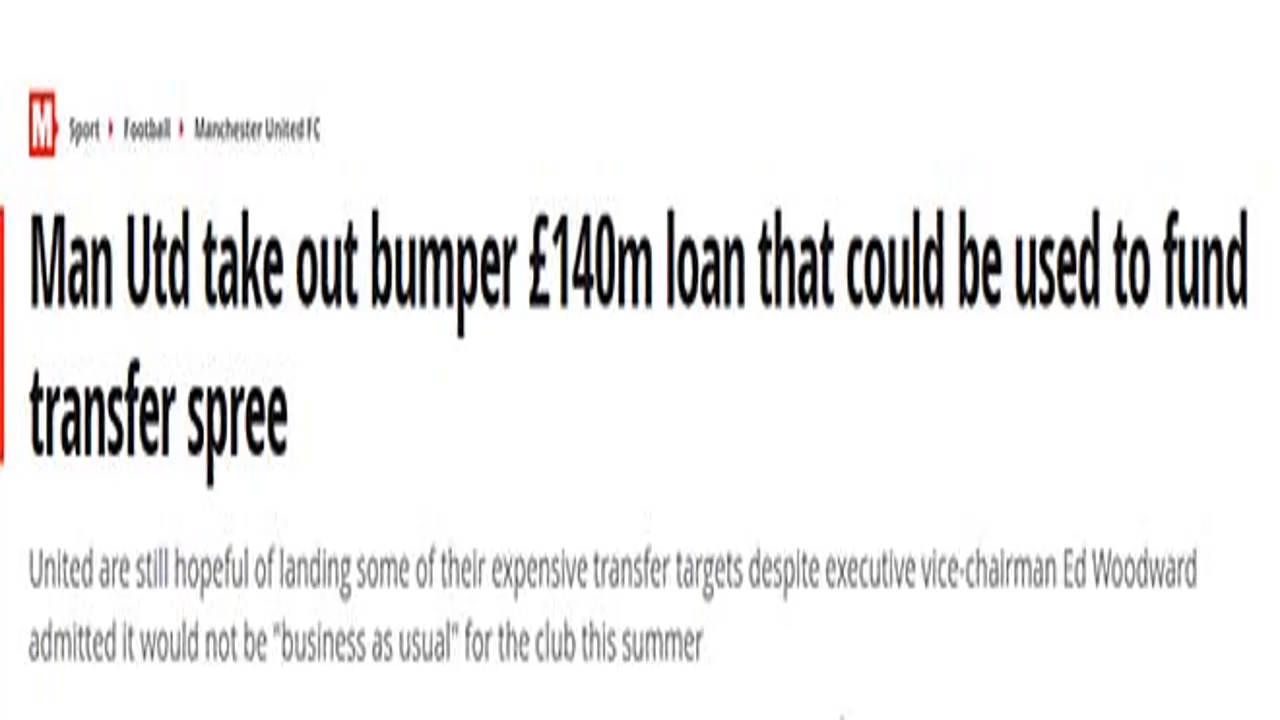 M Sport Football Manchester United FC
Man Utd take out bumper £140m loan that could be used to fund
transfer spree
United are still hopeful of landing some of their expensive transfer targets despite executive vice-chairman Ed Woodward
admitted it would not be "business as usual" for the club this summer